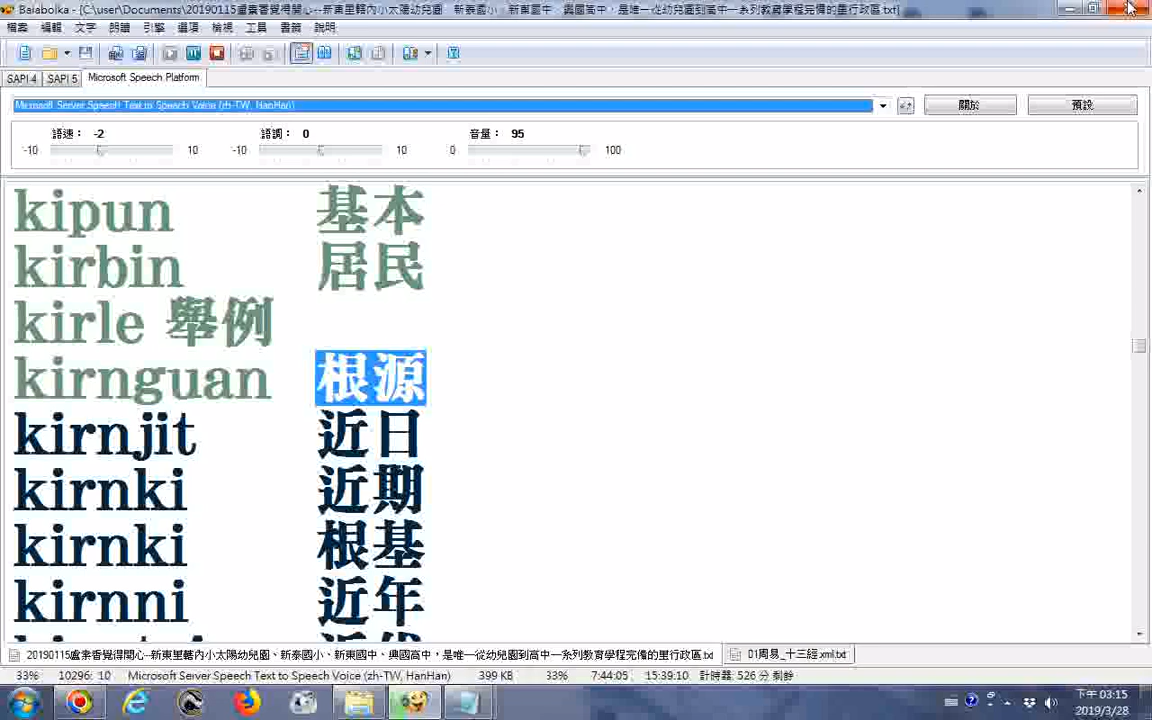 Balabolka - [C:\user\Documents\20190115盧素香覺得開心--新東里轄內小太陽幼兒園、新泰國小、新東國中、興國高中，是唯一從幼兒園到高中一系列教育學程完備的里行政區.txt]
檔案 編輯 文字 朗讀 引擎 選項 檢視 工具 書籤 說明
SAPI 4 SAPI 5 Microsoft Speech Platform
Microsoft Server Speech Text to Speech Voice (zh-TW, HanHan)
關於 預設
語速： -2 語調： 0 音量： 95
-10 10 -10 10 0 100
kipun 基本
kirbin 居民
kirle 舉例
kirnguan 根源
kirnjit 近日
kirnki 近期
kirnki 根基
kirnni 近年
20190115盧素香覺得開心--新東里轄內小太陽幼兒園、新泰國小、新東國中、興國高中，是唯一從幼兒園到高中一系列教育學程完備的里行政區.txt 01周易_十三經.xml.txt
33% 10296: 10 Microsoft Server Speech Text to Speech Voice (zh-TW, HanHan) 399 KB 33% 7:44:05 15:39:10 計時器: 526 分 剩餘
下午 03:15
2019/3/28